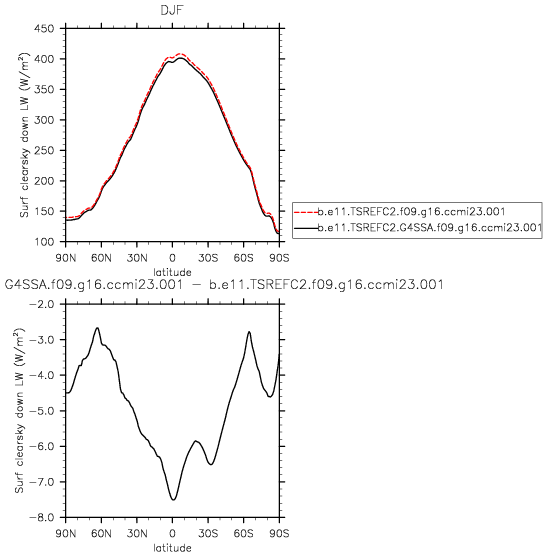 DJF
Surf clearsky down LW (W/m²)
450
400
350
300
250
200
150
100
90N 60N 30N 0 30S 60S 90S
latitude
b.e11.TSREFC2.f09.g16.ccmi23.001
b.e11.TSREFC2.G4SSA.f09.g16.ccmi23.001
G4SSA.f09.g16.ccmi23.001 − b.e11.TSREFC2.f09.g16.ccmi23.001
Surf clearsky down LW (W/m²)
−2.0
−3.0
−4.0
−5.0
−6.0
−7.0
−8.0
90N 60N 30N 0 30S 60S 90S
latitude